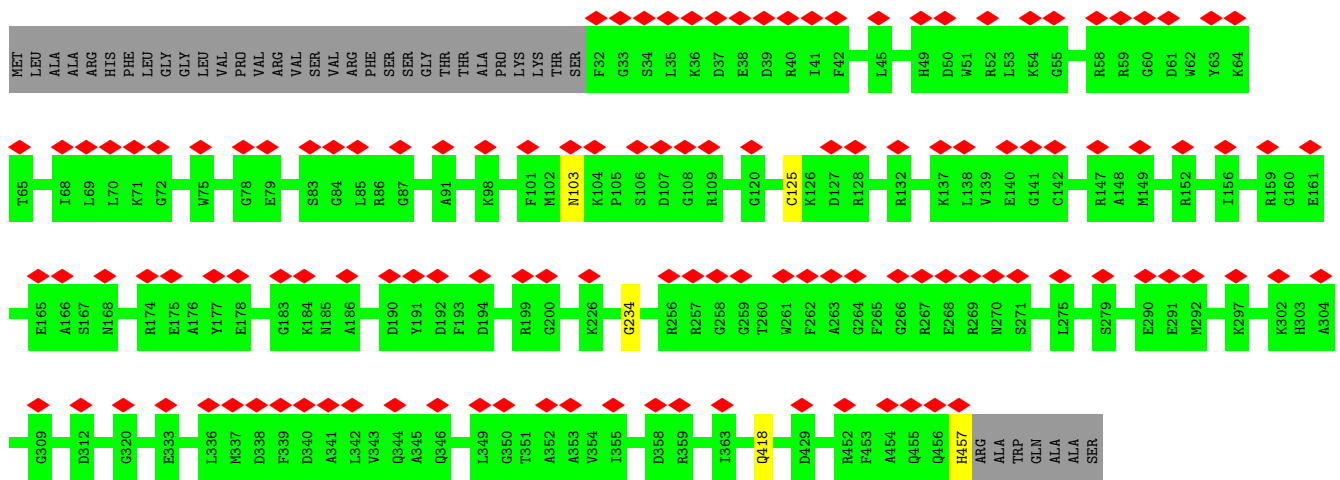 MET LEU ALA ALA ARG HIS PHE LEU GLY GLY LEU VAL PRO VAL ARG VAL SER VAL ARG PHE SER SER GLY THR THR ALA PRO LYS LYS THR SER F32 G33 S34 L35 K36 D37 E38 D39 R40 I41 F42 L45 H49 D50 W51 R52 L53 K54 G55 R58 R59 G60 D61 W62 Y63 K64
T65 I68 L69 L70 K71 G72 W75 G78 E79 S83 G84 L85 R86 G87 A91 K98 F101 M102 N103 K104 P105 S106 D107 G108 R109 G120 C125 K126 D127 R128 R132 K137 L138 V139 E140 G141 C142 R147 A148 M149 R152 I156 R159 G160 E161
E165 A166 S167 N168 R174 E175 A176 Y177 E178 G183 K184 N185 A186 D190 Y191 D192 F193 D194 R199 G200 K226 G234 R256 R257 G258 G259 T260 W261 F262 A263 G264 F265 G266 R267 E268 R269 N270 S271 L275 S279 E290 E291 M292 K297 K302 H303 A304
G309 D312 G320 E333 L336 M337 D338 F339 D340 A341 L342 V343 Q344 A345 Q346 L349 G350 T351 A352 A353 V354 I355 D358 R359 I363 Q418 D429 R452 F453 A454 Q455 Q456 H457 ARG ALA TRP GLN ALA ALA SER